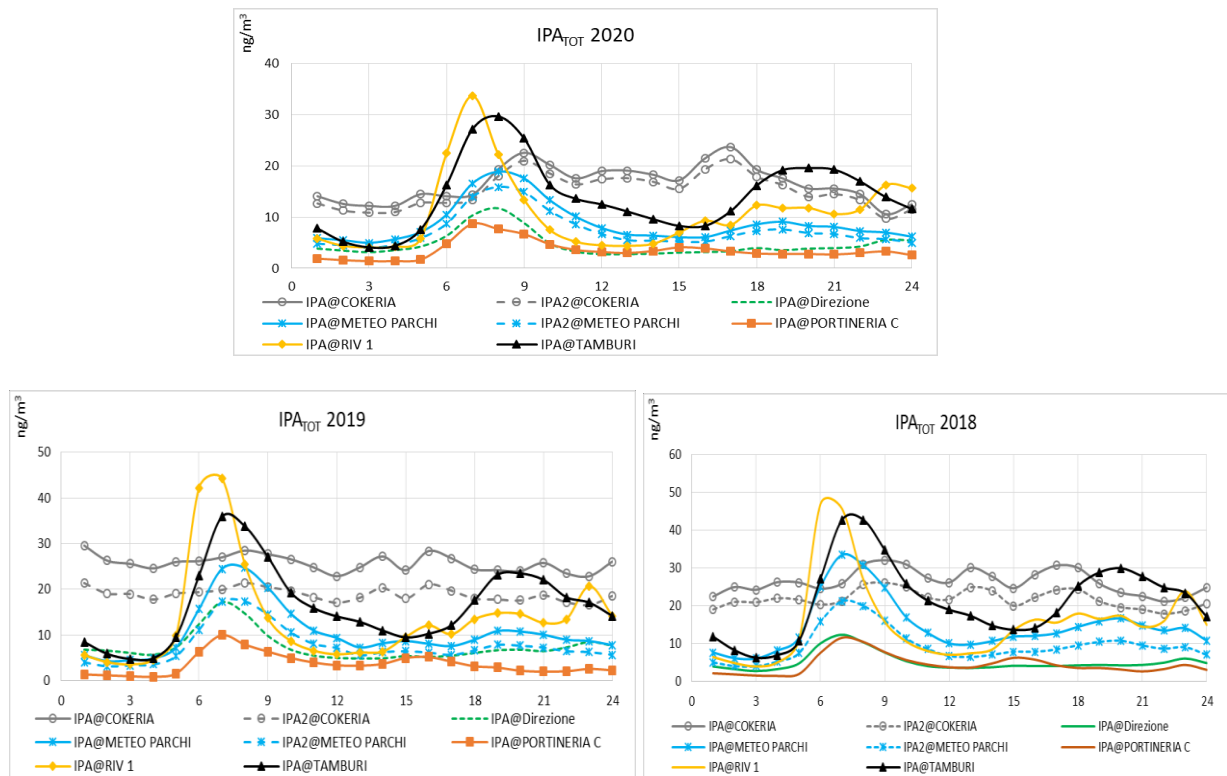 ng/m³
IPA_TOT 2020
40
30
20
10
0
0 3 6 9 12 15 18 21 24
IPA@COKERIA IPA2@COKERIA IPA@Direzione
IPA@METEO PARCHI IPA2@METEO PARCHI IPA@PORTINERIA C
IPA@RIV 1 IPA@TAMBURI
ng/m³
IPA_TOT 2019
50
40
30
20
10
0
0 3 6 9 12 15 18 21 24
IPA@COKERIA IPA2@COKERIA IPA@Direzione
IPA@METEO PARCHI IPA2@METEO PARCHI IPA@PORTINERIA C
IPA@RIV 1 IPA@TAMBURI
ng/m³
IPA_TOT 2018
60
50
40
30
20
10
0
0 3 6 9 12 15 18 21 24
IPA@COKERIA IPA2@COKERIA IPA@Direzione
IPA@METEO PARCHI IPA2@METEO PARCHI IPA@PORTINERIA C
IPA@RIV 1 IPA@TAMBURI